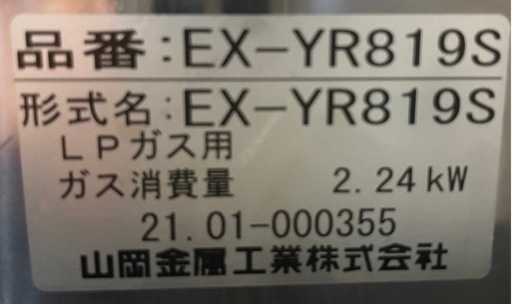 品番:EX-YR819S
形式名:EX-YR819S
LPガス用
ガス消費量 2.24kW
21.01-000355
山岡金属工業株式会社